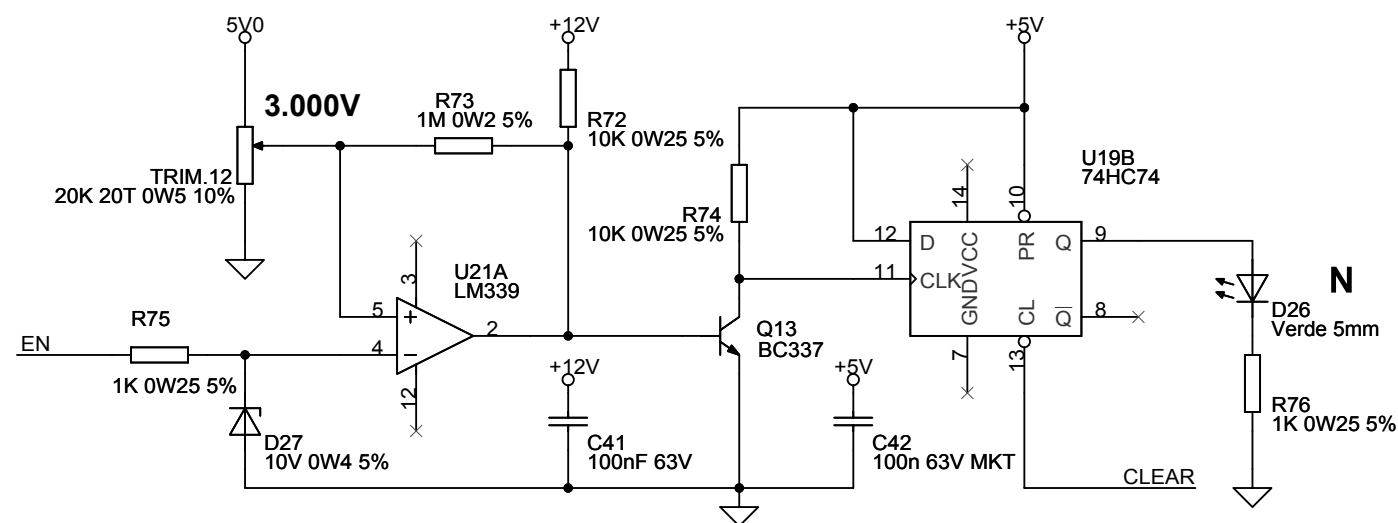 5V0
+12V
+5V
3.000V
R73
1M 0W2 5%
R72
10K 0W25 5%
TRIM.12
20K 20T 0W5 10%
R74
10K 0W25 5%
U19B
74HC74
14
10
12
D
VCC
PR
Q
9
11
CLK
GND
CL
Q
8
7
13
3
U21A
LM339
5
+
2
4
−
12
R75
EN
1K 0W25 5%
Q13
BC337
D26
Verde 5mm
N
D27
10V 0W4 5%
+12V
C41
100nF 63V
+5V
C42
100n 63V MKT
R76
1K 0W25 5%
CLEAR